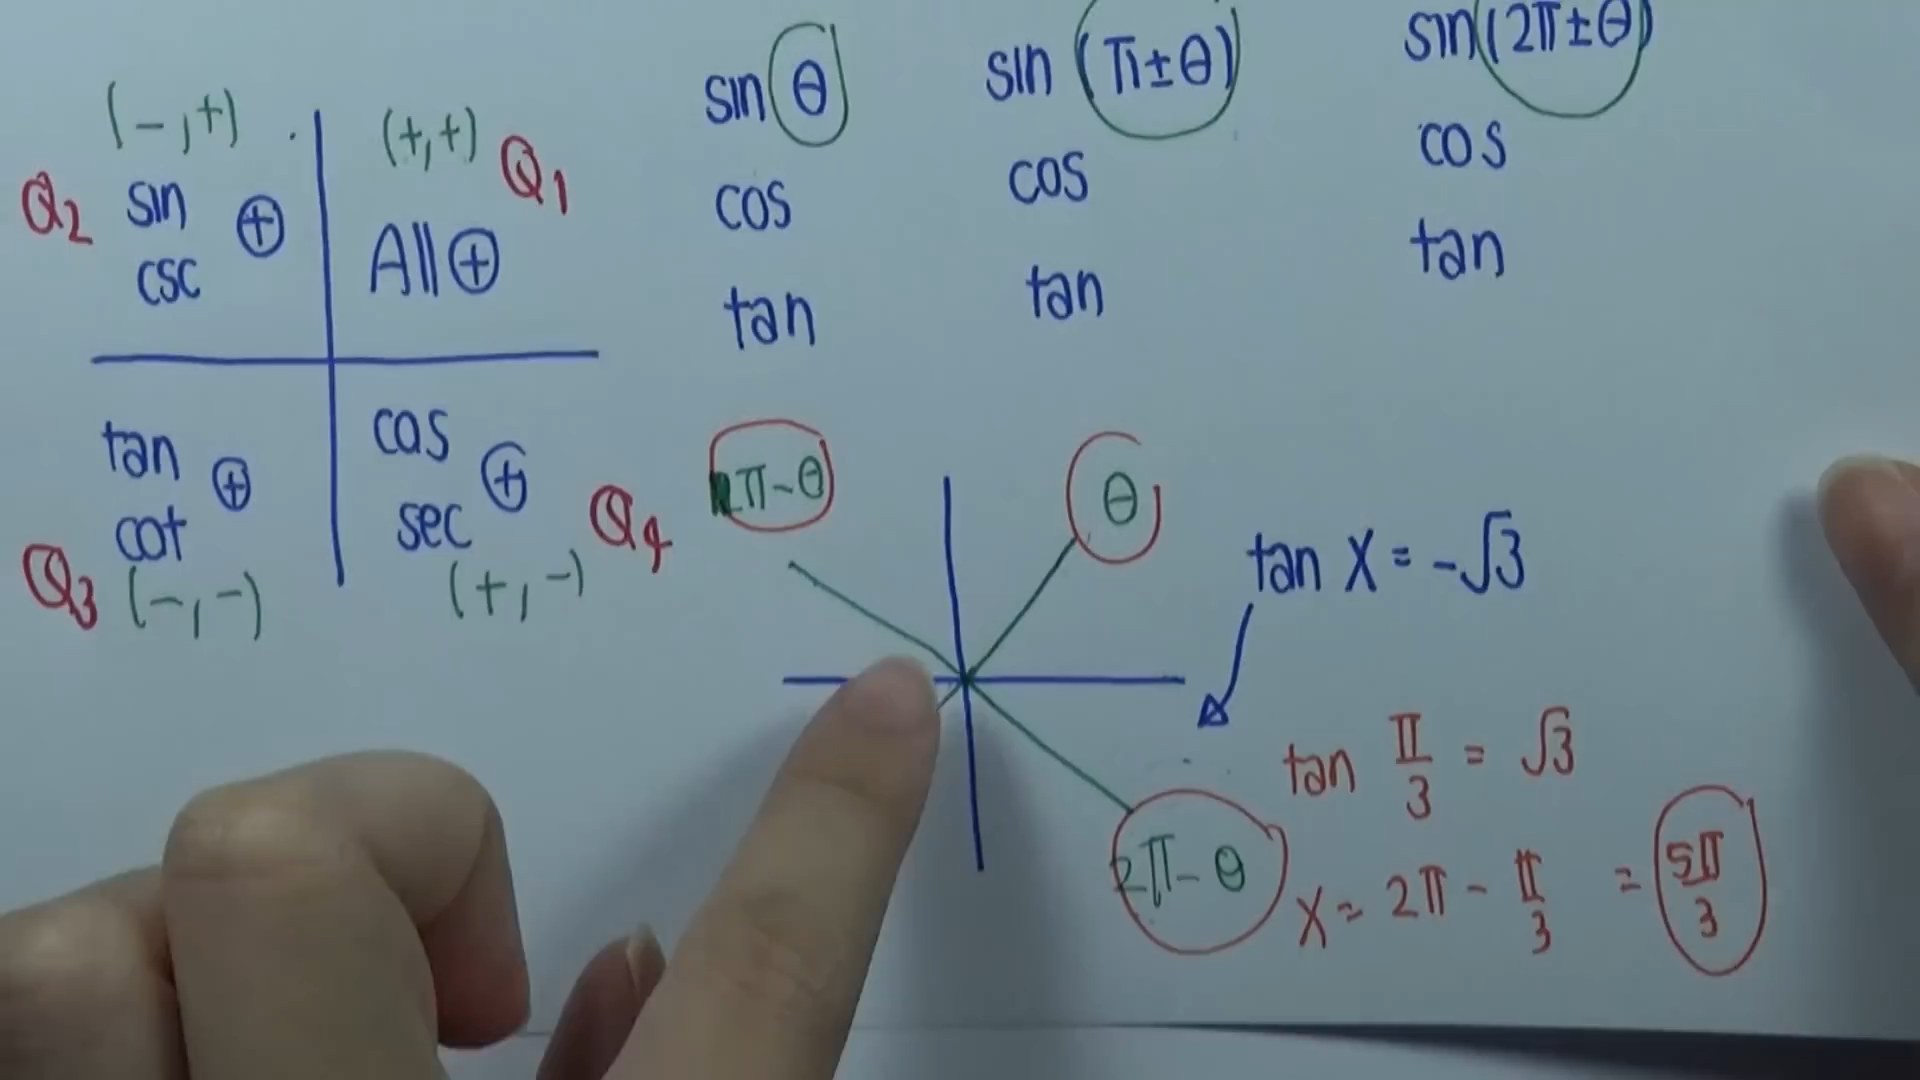 (-,+)
(+,+)
Q2
sin
csc
⊕
All ⊕
Q1
tan
cot
⊕
Q3
(-,-)
cos
sec
⊕
Q4
(+,-)
sin θ
cos
tan
sin (π±θ)
cos
tan
sin(2π±θ)
cos
tan
π-θ
θ
2π-θ
tan X = -√3
tan π/3 = √3
X = 2π - π/3 = 5π/3